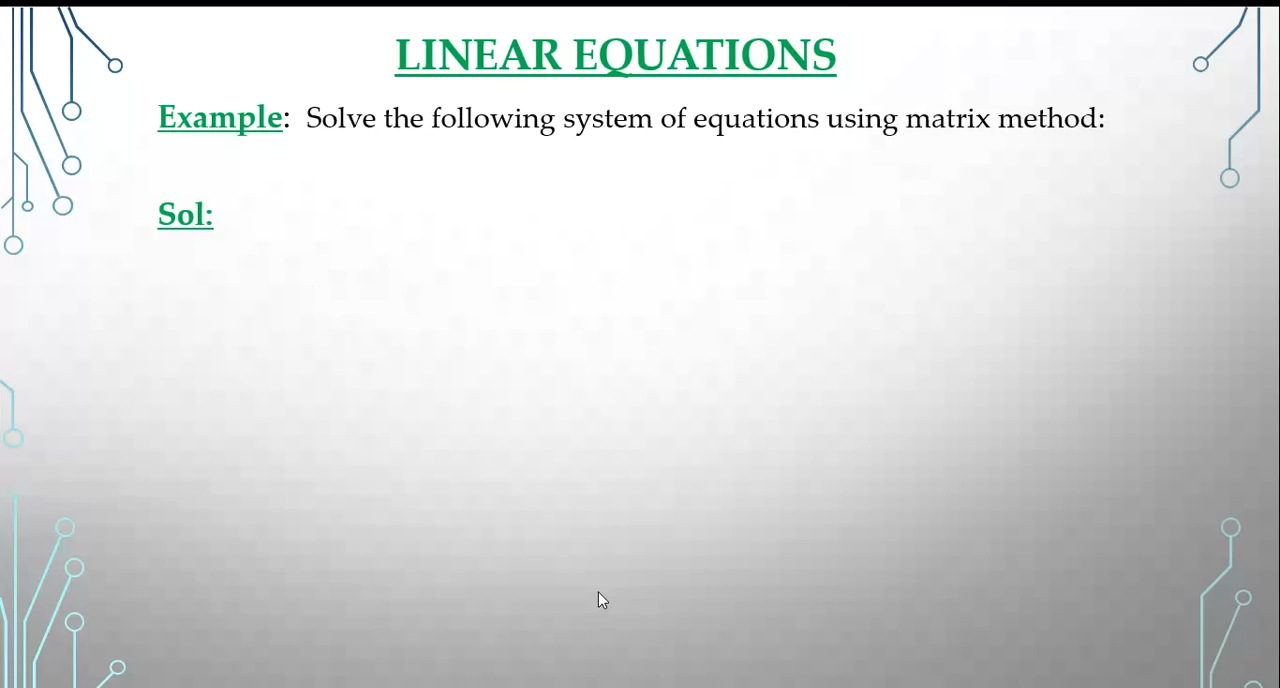 LINEAR EQUATIONS
Example: Solve the following system of equations using matrix method:
Sol: